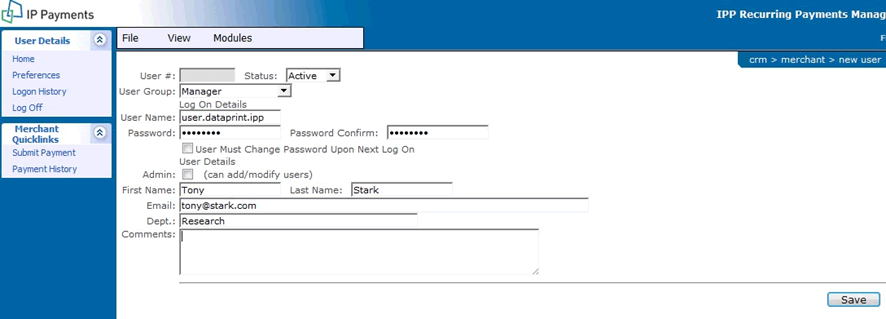 IP Payments
IPP Recurring Payments Manag
User Details
File View Modules
F
crm > merchant > new user
Home
Preferences
Logon History
Log Off
Merchant
Quicklinks
Submit Payment
Payment History
User #: Status: Active
User Group: Manager
Log On Details
User Name: user.dataprint.ipp
Password: •••••••• Password Confirm: ••••••••
User Must Change Password Upon Next Log On
User Details
Admin: (can add/modify users)
First Name: Tony Last Name: Stark
Email: tony@stark.com
Dept.: Research
Comments:
Save